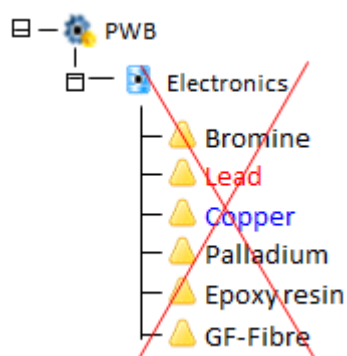 PWB
Electronics
Bromine
Lead
Copper
Palladium
Epoxy resin
GF-Fibre